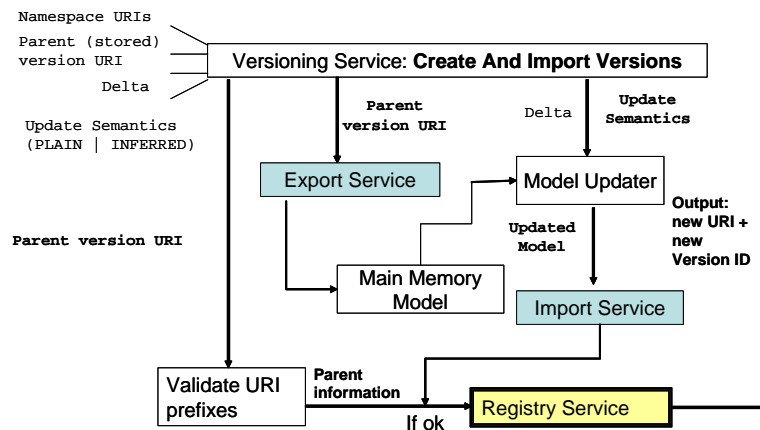 Namespace URIs
Parent (stored)
version URI
Delta
Update Semantics
(PLAIN | INFERRED)
Versioning Service: Create And Import Versions
Parent
version URI
Delta
Update
Semantics
Export Service
Model Updater
Parent version URI
Updated
Model
Output:
new URI +
new
Version ID
Main Memory
Model
Import Service
Validate URI
prefixes
Parent
information
If ok
Registry Service